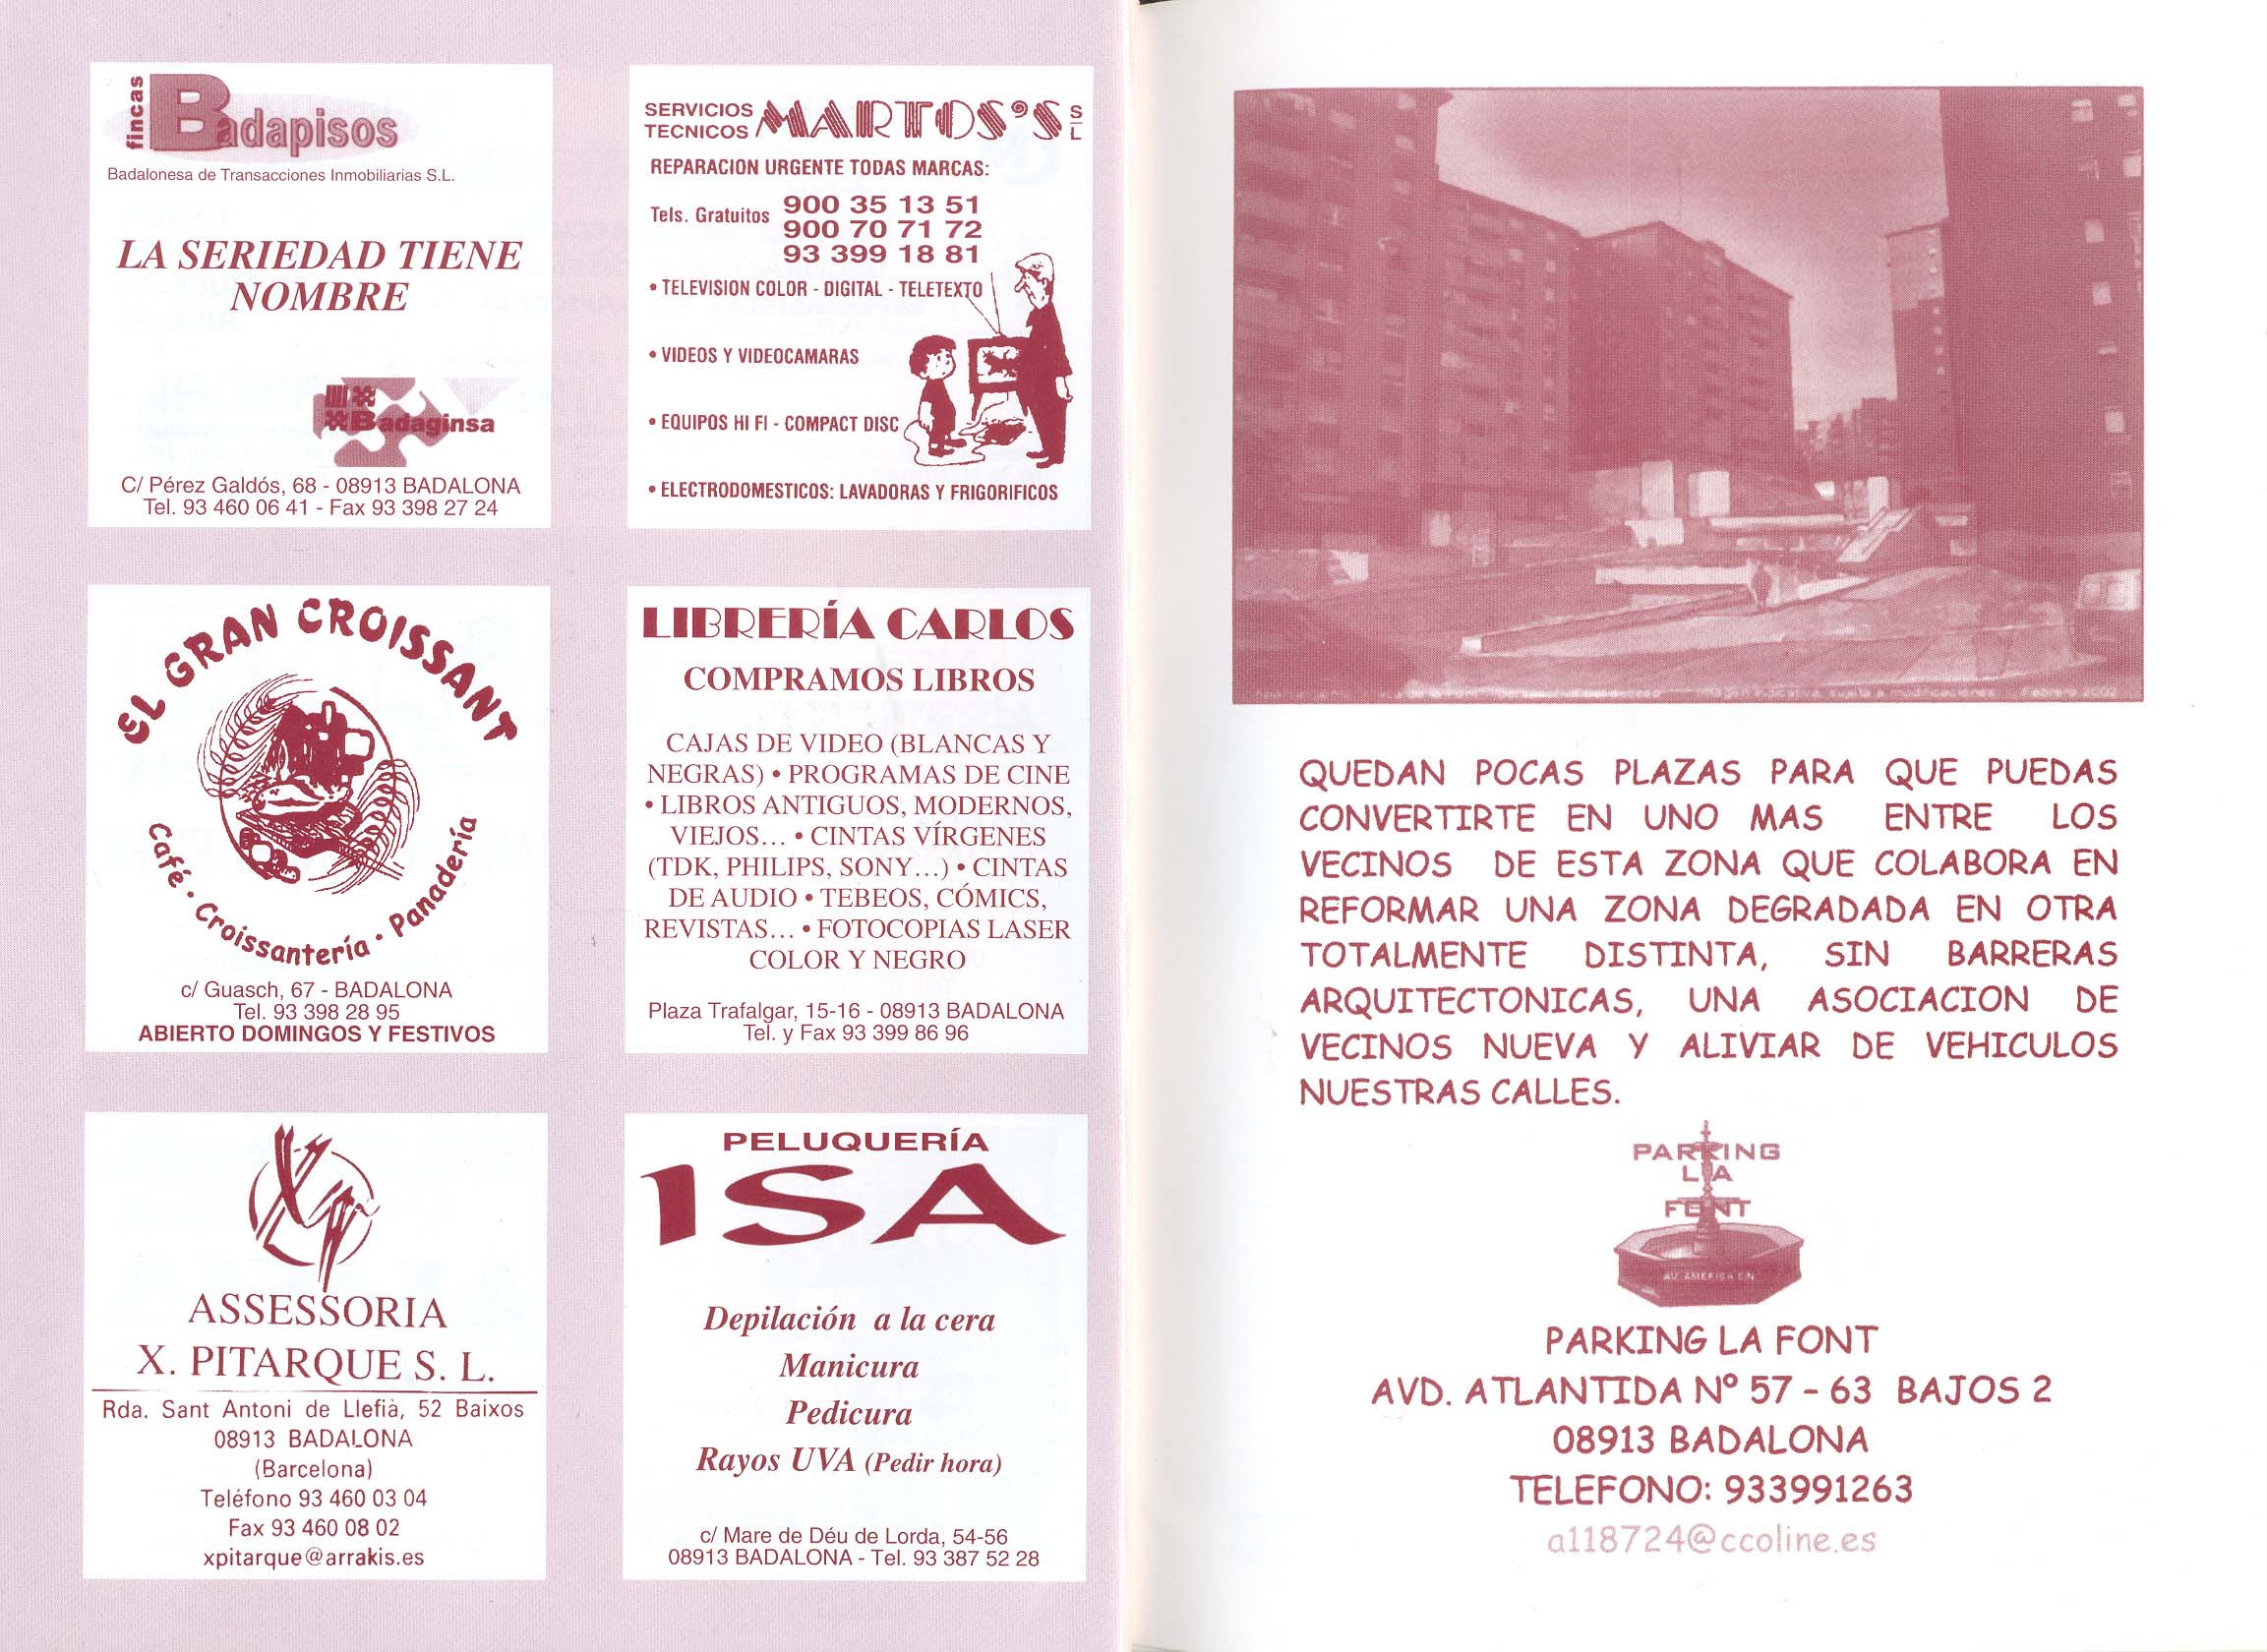 fincas
Badapisos
Badalonesa de Transacciones Inmobiliarias S.L.
LA SERIEDAD TIENE
NOMBRE
Badaginsa
C/ Pérez Galdós, 68 - 08913 BADALONA
Tel. 93 460 06 41 - Fax 93 398 27 24
SERVICIOS
TECNICOS
MARTOS'S SL
REPARACION URGENTE TODAS MARCAS:
Tels. Gratuitos
900 35 13 51
900 70 71 72
93 399 18 81
• TELEVISION COLOR - DIGITAL - TELETEXTO
• VIDEOS Y VIDEOCAMARAS
• EQUIPOS HI FI - COMPACT DISC
• ELECTRODOMESTICOS: LAVADORAS Y FRIGORIFICOS
EL GRAN CROISSANT
Café · Croissantería · Panadería
c/ Guasch, 67 - BADALONA
Tel. 93 398 28 95
ABIERTO DOMINGOS Y FESTIVOS
LIBRERÍA CARLOS
COMPRAMOS LIBROS
CAJAS DE VIDEO (BLANCAS Y
NEGRAS) • PROGRAMAS DE CINE
• LIBROS ANTIGUOS, MODERNOS,
VIEJOS... • CINTAS VÍRGENES
(TDK, PHILIPS, SONY...) • CINTAS
DE AUDIO • TEBEOS, CÓMICS,
REVISTAS... • FOTOCOPIAS LASER
COLOR Y NEGRO
Plaza Trafalgar, 15-16 - 08913 BADALONA
Tel. y Fax 93 399 86 96
ASSESSORIA
X. PITARQUE S. L.
Rda. Sant Antoni de Llefià, 52 Baixos
08913 BADALONA
(Barcelona)
Teléfono 93 460 03 04
Fax 93 460 08 02
xpitarque@arrakis.es
PELUQUERÍA
ISA
Depilación a la cera
Manicura
Pedicura
Rayos UVA (Pedir hora)
c/ Mare de Déu de Lorda, 54-56
08913 BADALONA - Tel. 93 387 52 28
indicativa, sujeta a modificaciones Febrero 2002
QUEDAN POCAS PLAZAS PARA QUE PUEDAS
CONVERTIRTE EN UNO MAS ENTRE LOS
VECINOS DE ESTA ZONA QUE COLABORA EN
REFORMAR UNA ZONA DEGRADADA EN OTRA
TOTALMENTE DISTINTA, SIN BARRERAS
ARQUITECTONICAS, UNA ASOCIACION DE
VECINOS NUEVA Y ALIVIAR DE VEHICULOS
NUESTRAS CALLES.
PARKING
LA
FONT
AV. AMERICA S/N
PARKING LA FONT
AVD. ATLANTIDA Nº 57 - 63 BAJOS 2
08913 BADALONA
TELEFONO: 933991263
a118724@ccoline.es